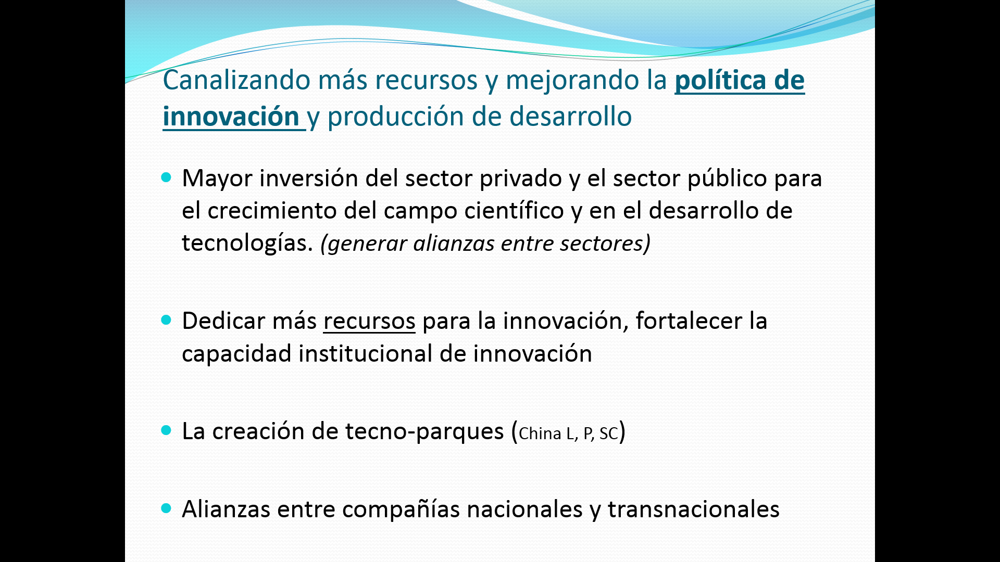 Canalizando más recursos y mejorando la política de
innovación y producción de desarrollo
Mayor inversión del sector privado y el sector público para
el crecimiento del campo científico y en el desarrollo de
tecnologías. (generar alianzas entre sectores)
Dedicar más recursos para la innovación, fortalecer la
capacidad institucional de innovación
La creación de tecno-parques (China L, P, SC)
Alianzas entre compañías nacionales y transnacionales